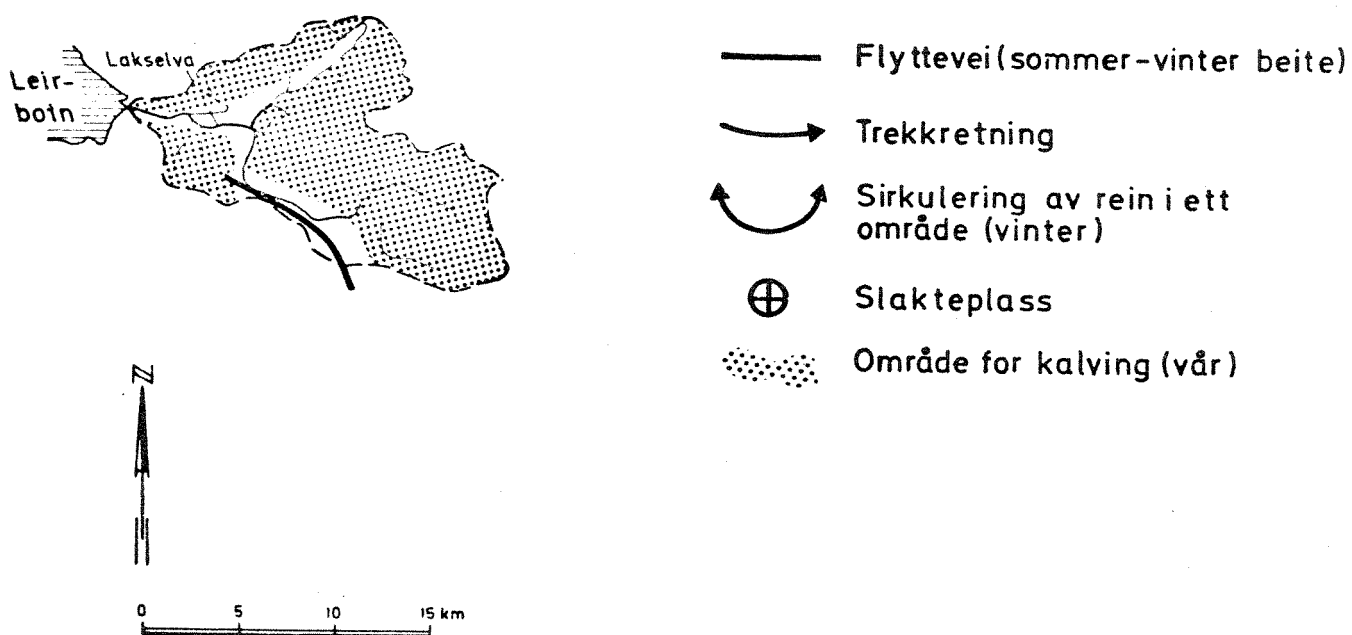 Lakselva
Leir-
botn
Flyttevei (sommer-vinter beite)
Trekkretning
Sirkulering av rein i ett
område (vinter)
Slakteplass
Område for kalving (vår)
N
0 5 10 15 km